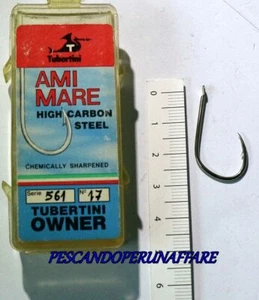 Tubertini
T
AMI
MARE
HIGH CARBON
STEEL
CHEMICALLY SHARPENED
Serie 561 N° 17
TUBERTINI
OWNER
0
1
2
3
4
5
6
PESCANDOPERUNAFFARE